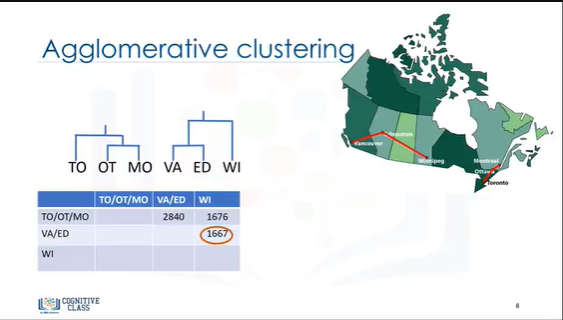 Agglomerative clustering
Edmonton
Vancouver
Winnipeg
Montreal
Ottawa
Toronto
TO OT MO VA ED WI
TO/OT/MO VA/ED WI
TO/OT/MO 2840 1676
VA/ED 1667
WI
COGNITIVE
CLASS
8